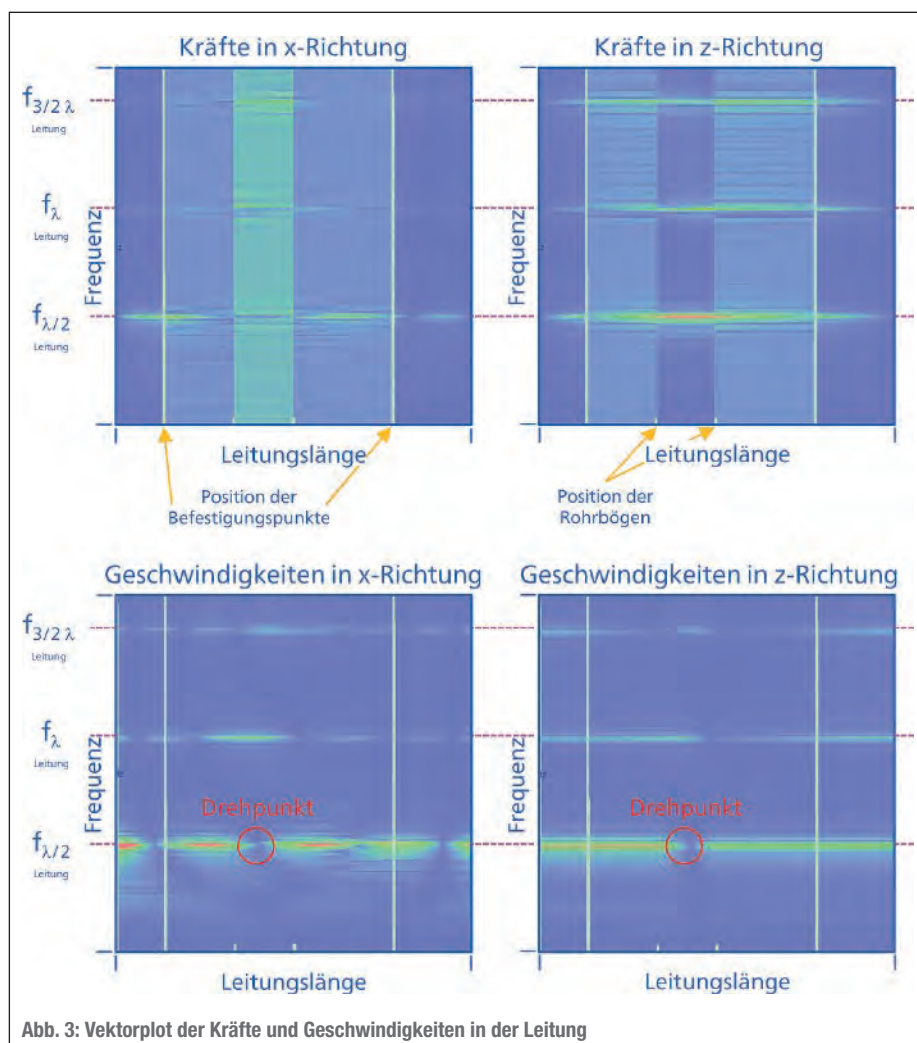 Kräfte in x-Richtung
Kräfte in z-Richtung
f3/2 λ
Leitung
fλ
Leitung
fλ/2
Leitung
Frequenz
Frequenz
Leitungslänge
Leitungslänge
Position der
Befestigungspunkte
Position der
Rohrbögen
Geschwindigkeiten in x-Richtung
Geschwindigkeiten in z-Richtung
f3/2 λ
Leitung
fλ
Leitung
fλ/2
Leitung
Frequenz
Frequenz
Drehpunkt
Drehpunkt
Leitungslänge
Leitungslänge
Abb. 3: Vektorplot der Kräfte und Geschwindigkeiten in der Leitung